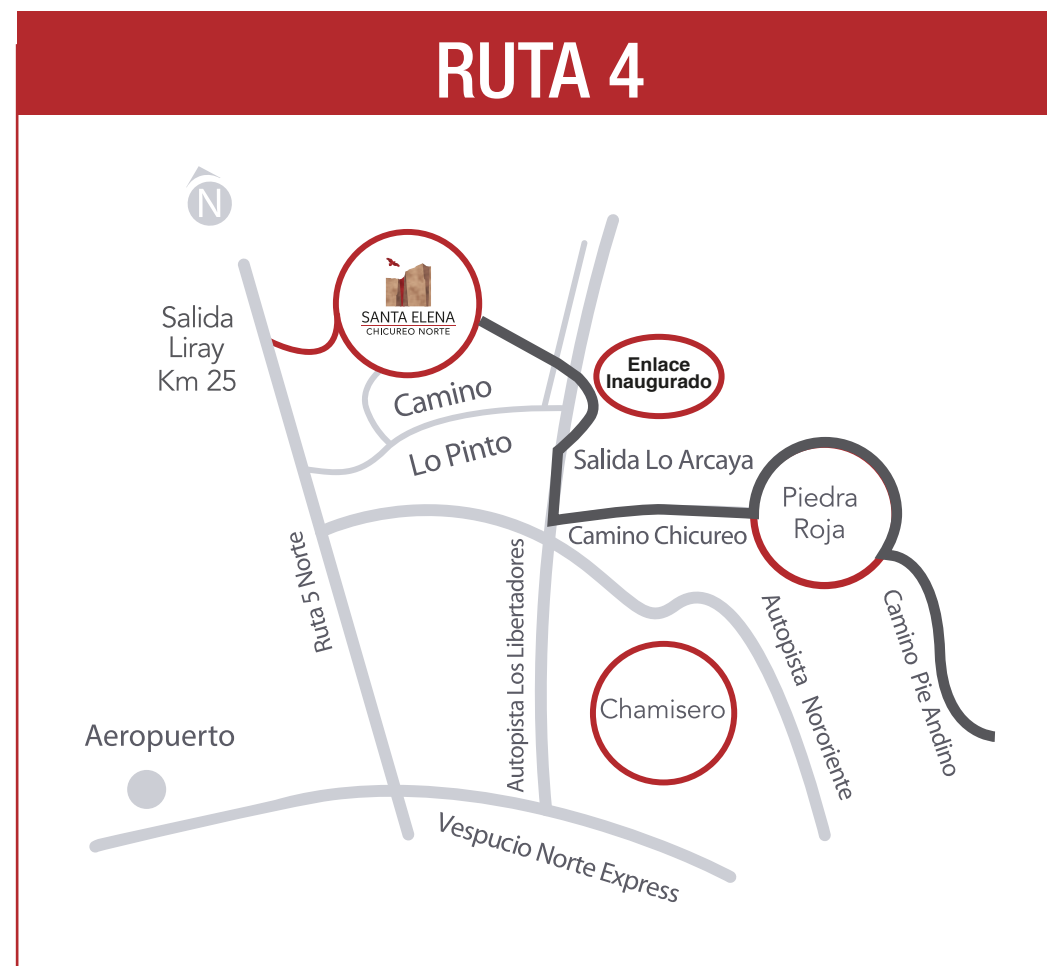 RUTA 4
N
SANTA ELENA
CHICUREO NORTE
Salida
Liray
Km 25
Enlace
Inaugurado
Camino
Lo Pinto
Salida Lo Arcaya
Piedra
Roja
Camino Chicureo
Ruta 5 Norte
Autopista Los Libertadores
Autopista Nororiente
Camino Pie Andino
Chamisero
Aeropuerto
Vespucio Norte Express